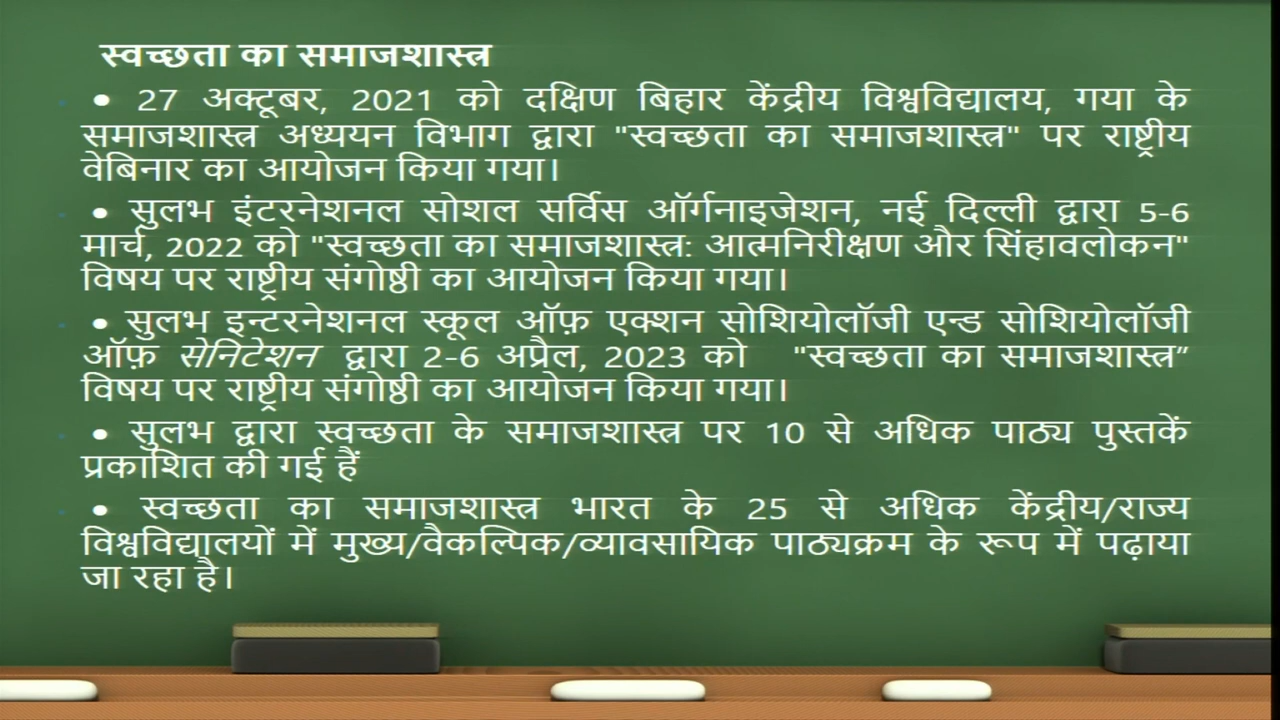 स्वच्छता का समाजशास्त्र
• 27 अक्टूबर, 2021 को दक्षिण बिहार केंद्रीय विश्वविद्यालय, गया के
समाजशास्त्र अध्ययन विभाग द्वारा "स्वच्छता का समाजशास्त्र" पर राष्ट्रीय
वेबिनार का आयोजन किया गया।
• सुलभ इंटरनेशनल सोशल सर्विस ऑर्गनाइजेशन, नई दिल्ली द्वारा 5-6
मार्च, 2022 को "स्वच्छता का समाजशास्त्र: आत्मनिरीक्षण और सिंहावलोकन"
विषय पर राष्ट्रीय संगोष्ठी का आयोजन किया गया।
• सुलभ इन्टरनेशनल स्कूल ऑफ़ एक्शन सोशियोलॉजी एन्ड सोशियोलॉजी
ऑफ़ सेनिटेशन द्वारा 2-6 अप्रैल, 2023 को "स्वच्छता का समाजशास्त्र”
विषय पर राष्ट्रीय संगोष्ठी का आयोजन किया गया।
• सुलभ द्वारा स्वच्छता के समाजशास्त्र पर 10 से अधिक पाठ्य पुस्तकें
प्रकाशित की गई हैं
• स्वच्छता का समाजशास्त्र भारत के 25 से अधिक केंद्रीय/राज्य
विश्वविद्यालयों में मुख्य/वैकल्पिक/व्यावसायिक पाठ्यक्रम के रूप में पढ़ाया
जा रहा है।